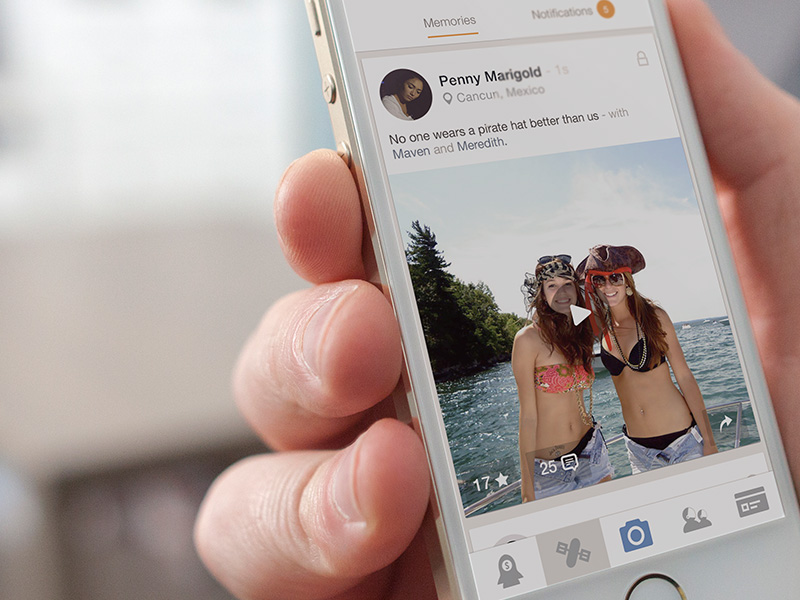 Memories
Notifications 5
Penny Marigold - 1s
Cancun, Mexico
No one wears a pirate hat better than us - with
Maven and Meredith.
17
25
$